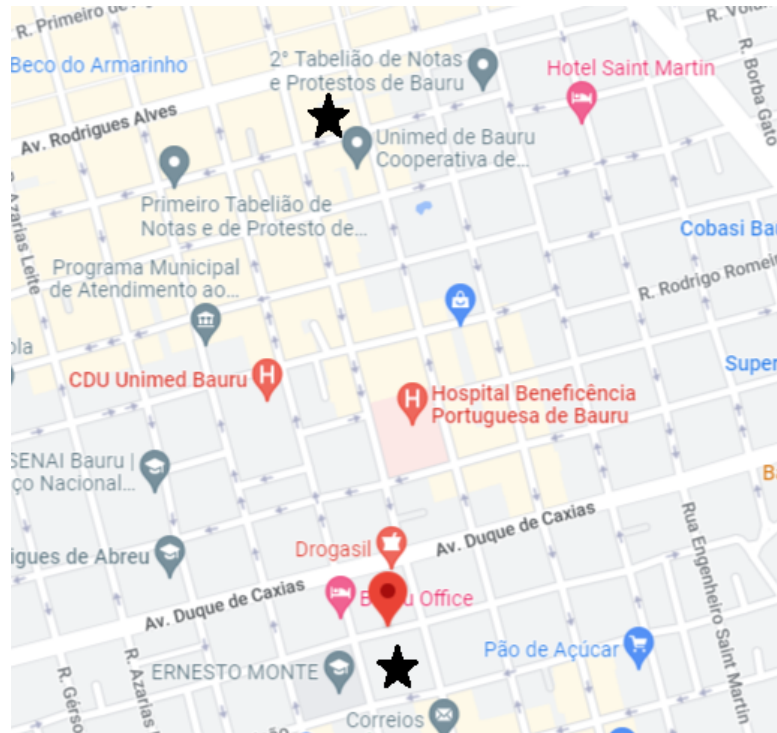 R. Primeiro de
R. Volu
Beco do Armarinho
2° Tabelião de Notas
e Protestos de Bauru
Hotel Saint Martin
R. Borba Gato
Av. Rodrigues Alves
Unimed de Bauru
Cooperativa de...
Primeiro Tabelião de
Notas e de Protesto de...
Azarias Leite
Cobasi Bau
Programa Municipal
de Atendimento ao...
R. Rodrigo Romeir
ola
Super
CDU Unimed Bauru
H
H
Hospital Beneficência
Portuguesa de Bauru
SENAI Bauru |
ço Nacional...
Ba
Rua Engenheiro Saint Martin
Drogasil
Av. Duque de Caxias
igues de Abreu
Av. Duque de Caxias
Office
R. Azarias
R. Gérso
ERNESTO MONTE
Pão de Açúcar
Correios
ão